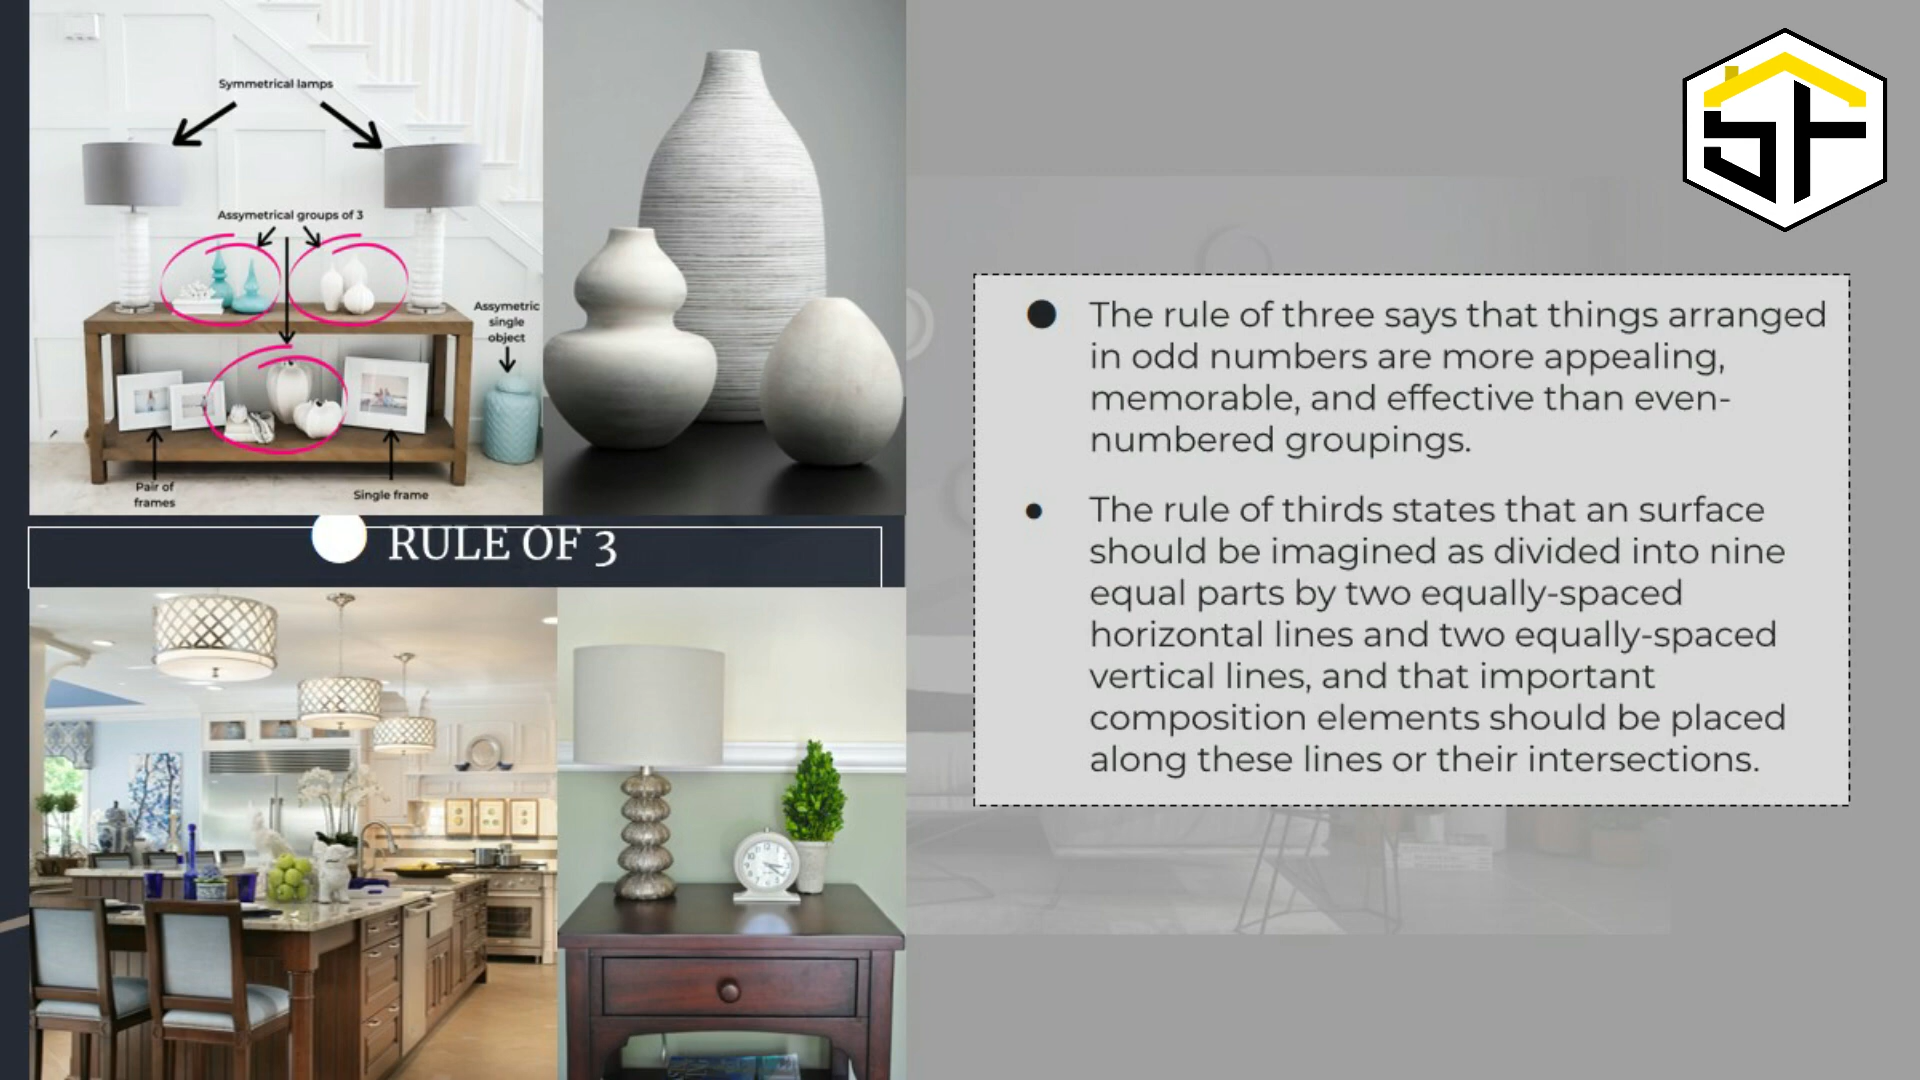 Symmetrical lamps
Assymetrical groups of 3
Assymetric
single
object
Pair of
frames
Single frame
RULE OF 3
SF
● The rule of three says that things arranged
in odd numbers are more appealing,
memorable, and effective than even-
numbered groupings.
● The rule of thirds states that an surface
should be imagined as divided into nine
equal parts by two equally-spaced
horizontal lines and two equally-spaced
vertical lines, and that important
composition elements should be placed
along these lines or their intersections.